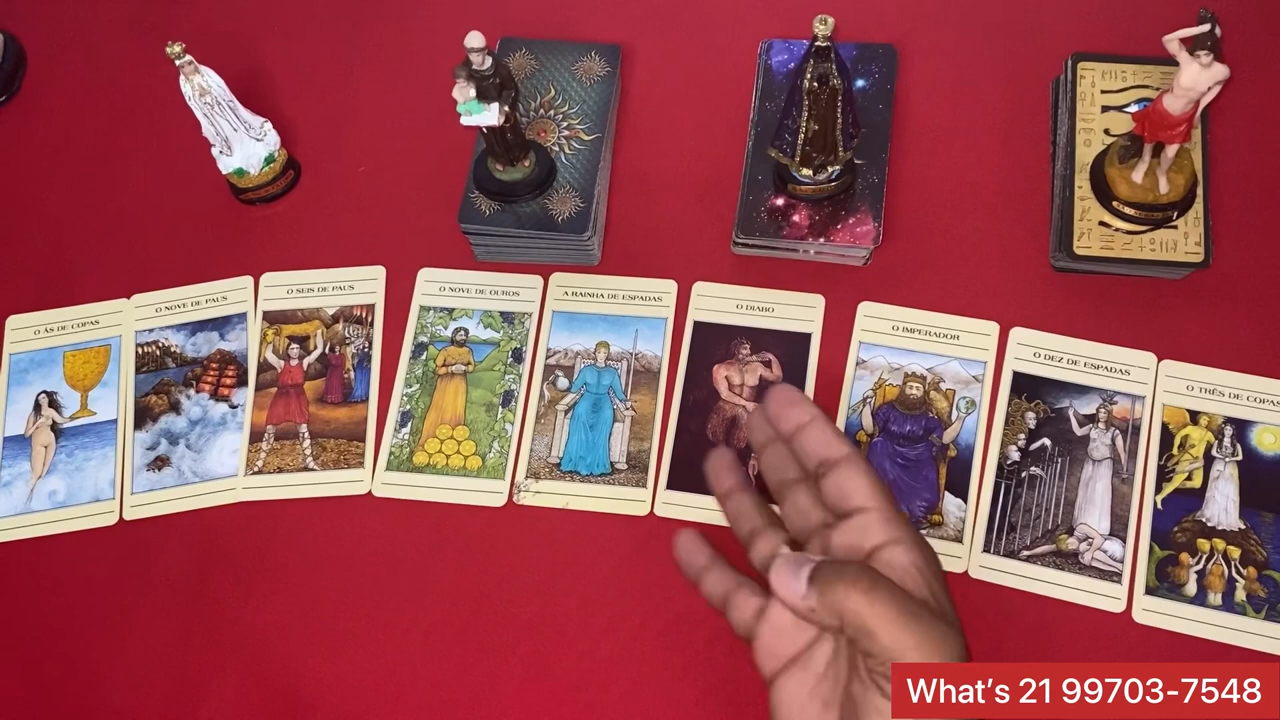 O ÁS DE COPAS
O NOVE DE PAUS
O SEIS DE PAUS
O NOVE DE OUROS
A RAINHA DE ESPADAS
O DIABO
O IMPERADOR
O DEZ DE ESPADAS
O TRÊS DE COPAS
What's 21 99703-7548